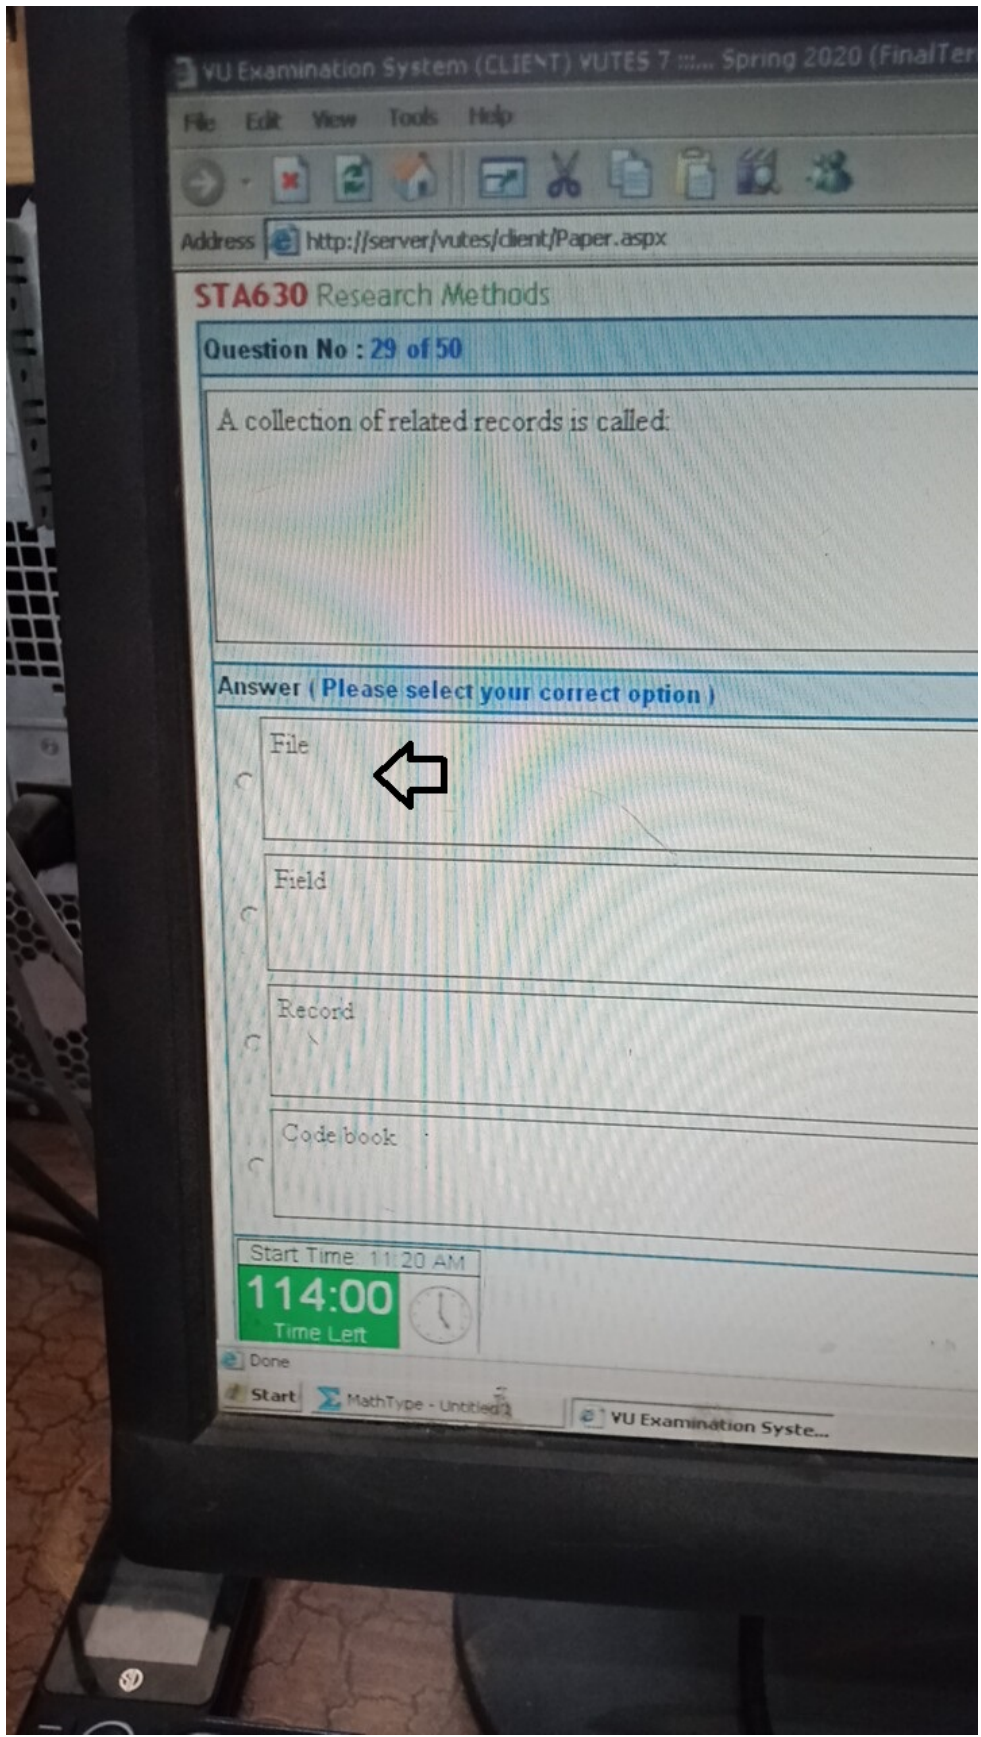 VU Examination System (CLIENT) VUTES 7 :::... Spring 2020 (FinalTer
File Edit View Tools Help
Address http://server/vutes/client/Paper.aspx
STA630 Research Methods
Question No : 29 of 50
A collection of related records is called:
Answer ( Please select your correct option )
File
Field
Record
Code book
Start Time: 11:20 AM
114:00
Time Left
Done
Start MathType - Untitled 2 VU Examination Syste...